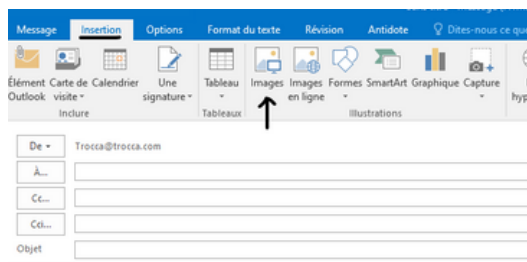 Message Insertion Options Format du texte Révision Antidote Dites-nous ce que
Élément Carte de Calendrier Une Tableau Images Images Formes SmartArt Graphique Capture
Outlook visite signature en ligne hyp
Inclure Tableaux Illustrations
De Trocca@trocca.com
À...
Cc...
Cci...
Objet